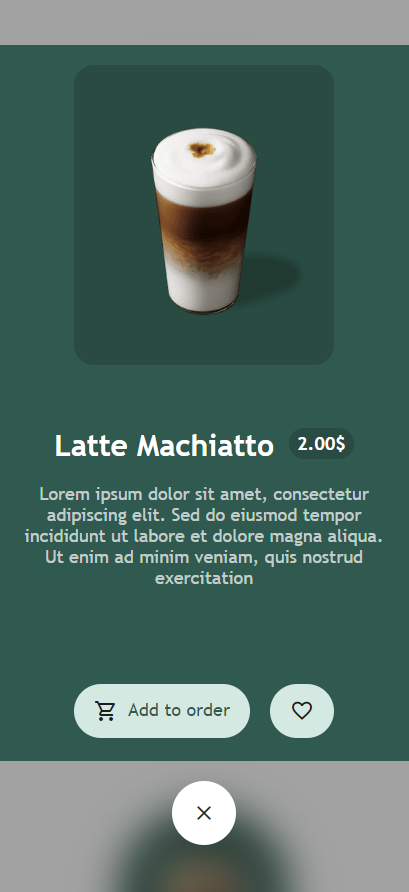 Latte Machiatto 2.00$
Lorem ipsum dolor sit amet, consectetur
adipiscing elit. Sed do eiusmod tempor
incididunt ut labore et dolore magna aliqua.
Ut enim ad minim veniam, quis nostrud
exercitation
Add to order